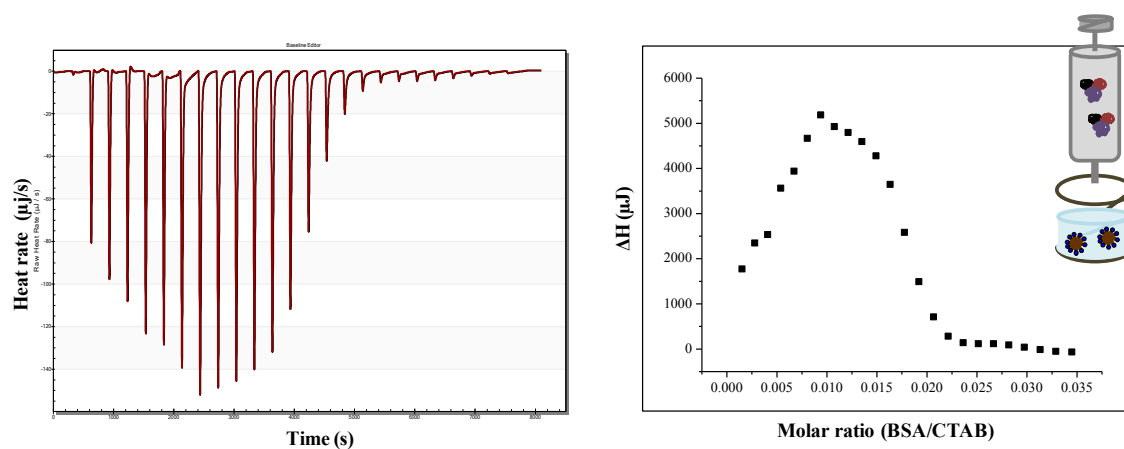 Baseline Editor
0
-20
-40
-60
-80
-100
-120
-140
Heat rate (µj/s)
Raw Heat Rate (µJ / s)
0 1000 2000 3000 4000 5000 6000 7000 8000
Time (s)
6000
5000
4000
3000
2000
1000
0
ΔH (µJ)
0.000 0.005 0.010 0.015 0.020 0.025 0.030 0.035
Molar ratio (BSA/CTAB)